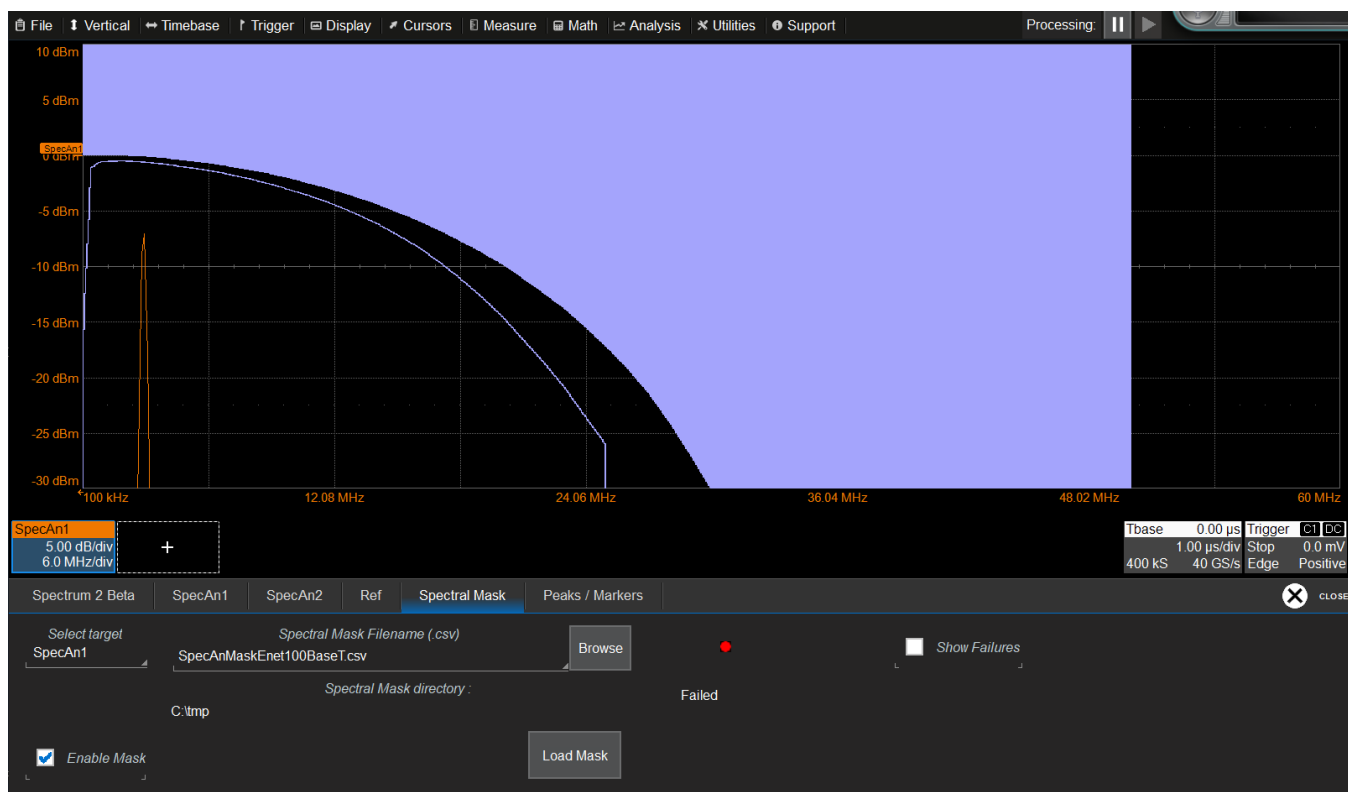 File Vertical Timebase Trigger Display Cursors Measure Math Analysis Utilities Support Processing:
10 dBm
5 dBm
SpecAn1
0 dBm
-5 dBm
-10 dBm
-15 dBm
-20 dBm
-25 dBm
-30 dBm
100 kHz 12.08 MHz 24.06 MHz 36.04 MHz 48.02 MHz 60 MHz
SpecAn1
5.00 dB/div
6.0 MHz/div
+
Tbase 0.00 µs Trigger C1 DC
1.00 µs/div Stop 0.0 mV
400 kS 40 GS/s Edge Positive
Spectrum 2 Beta SpecAn1 SpecAn2 Ref Spectral Mask Peaks / Markers CLOSE
Select target Spectral Mask Filename (.csv)
SpecAn1 SpecAnMaskEnet100BaseT.csv Browse Show Failures
Spectral Mask directory : Failed
C:\tmp
Enable Mask Load Mask